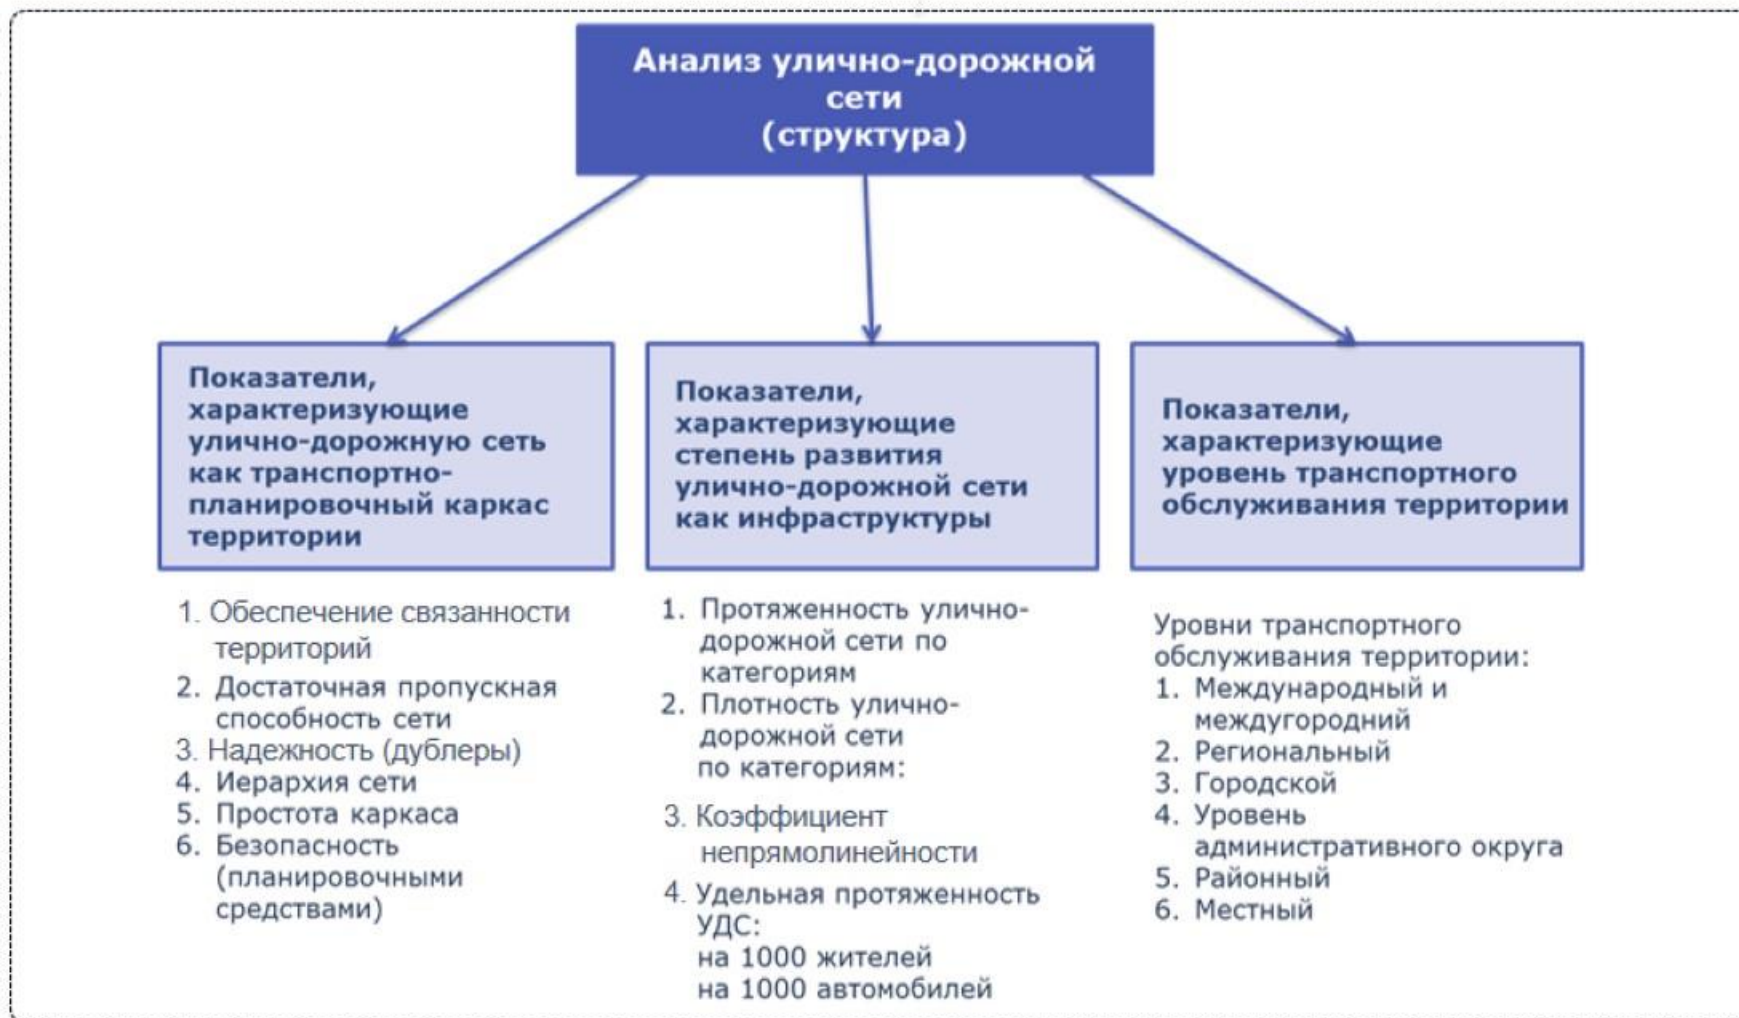 Анализ улично-дорожной
сети
(структура)
Показатели,
характеризующие
улично-дорожную сеть
как транспортно-
планировочный каркас
территории
1. Обеспечение связанности
территорий
2. Достаточная пропускная
способность сети
3. Надежность (дублеры)
4. Иерархия сети
5. Простота каркаса
6. Безопасность
(планировочными
средствами)
Показатели,
характеризующие
степень развития
улично-дорожной сети
как инфраструктуры
1. Протяженность улично-
дорожной сети по
категориям
2. Плотность улично-
дорожной сети
по категориям:
3. Коэффициент
непрямолинейности
4. Удельная протяженность
УДС:
на 1000 жителей
на 1000 автомобилей
Показатели,
характеризующие
уровень транспортного
обслуживания территории
Уровни транспортного
обслуживания территории:
1. Международный и
междугородний
2. Региональный
3. Городской
4. Уровень
административного округа
5. Районный
6. Местный